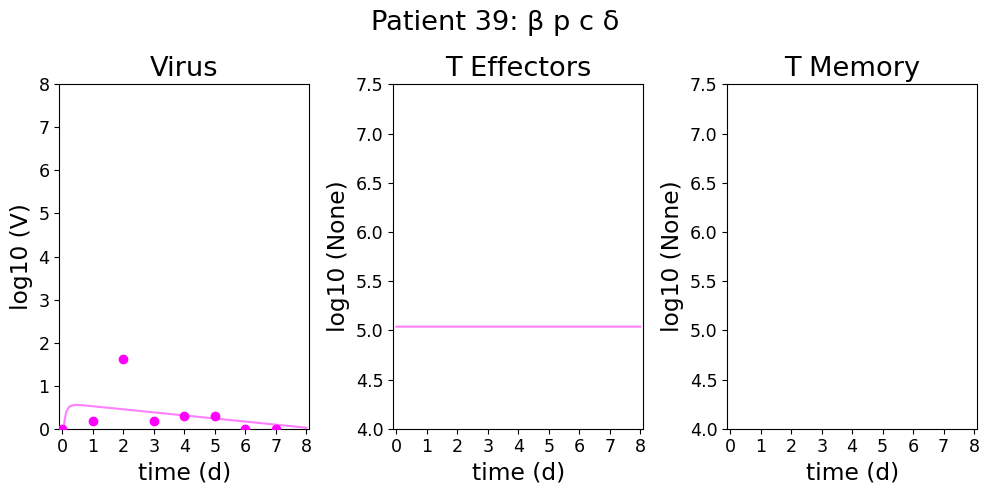 Patient 39: β p c δ
Virus
T Effectors
T Memory
log10 (V)
8
7
6
5
4
3
2
1
0
0 1 2 3 4 5 6 7 8
time (d)
log10 (None)
7.5
7.0
6.5
6.0
5.5
5.0
4.5
4.0
0 1 2 3 4 5 6 7 8
time (d)
log10 (None)
7.5
7.0
6.5
6.0
5.5
5.0
4.5
4.0
0 1 2 3 4 5 6 7 8
time (d)